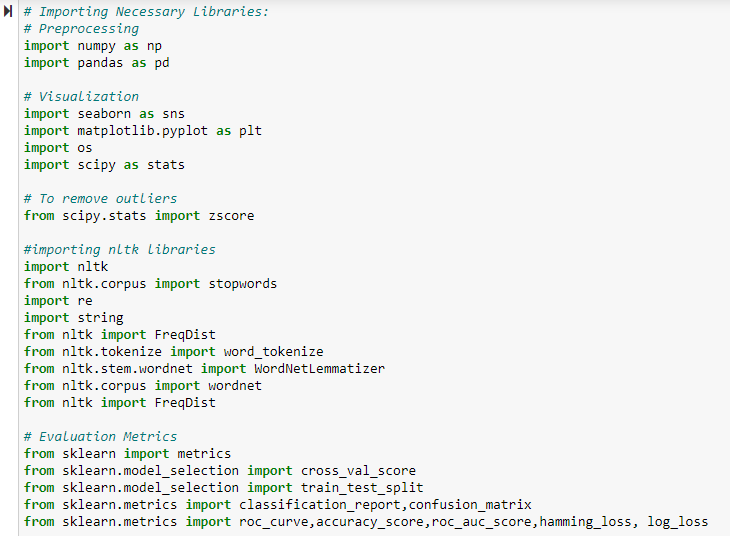 # Importing Necessary Libraries:
# Preprocessing
import numpy as np
import pandas as pd
# Visualization
import seaborn as sns
import matplotlib.pyplot as plt
import os
import scipy as stats
# To remove outliers
from scipy.stats import zscore
#importing nltk libraries
import nltk
from nltk.corpus import stopwords
import re
import string
from nltk import FreqDist
from nltk.tokenize import word_tokenize
from nltk.stem.wordnet import WordNetLemmatizer
from nltk.corpus import wordnet
from nltk import FreqDist
# Evaluation Metrics
from sklearn import metrics
from sklearn.model_selection import cross_val_score
from sklearn.model_selection import train_test_split
from sklearn.metrics import classification_report,confusion_matrix
from sklearn.metrics import roc_curve,accuracy_score,roc_auc_score,hamming_loss, log_loss